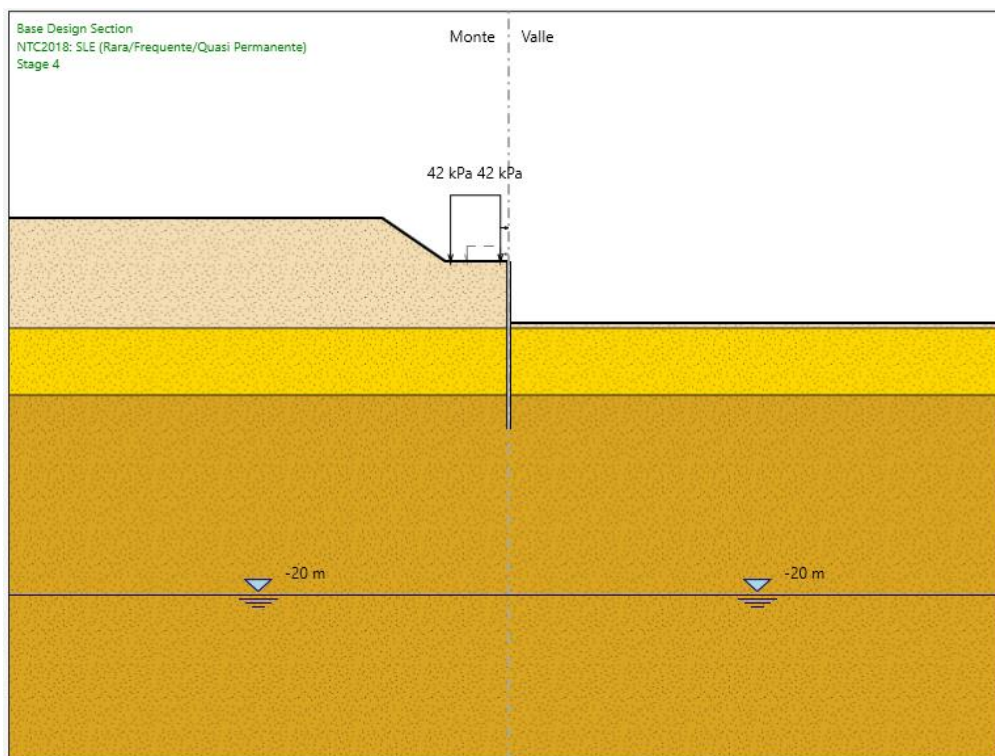 Base Design Section
NTC2018: SLE (Rara/Frequente/Quasi Permanente)
Stage 4
Monte Valle
42 kPa 42 kPa
-20 m -20 m